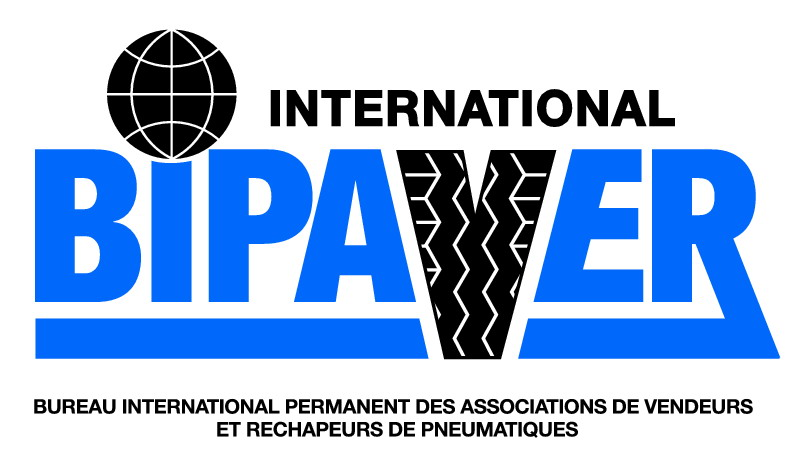 INTERNATIONAL
BIPAVER
BUREAU INTERNATIONAL PERMANENT DES ASSOCIATIONS DE VENDEURS
ET RECHAPEURS DE PNEUMATIQUES